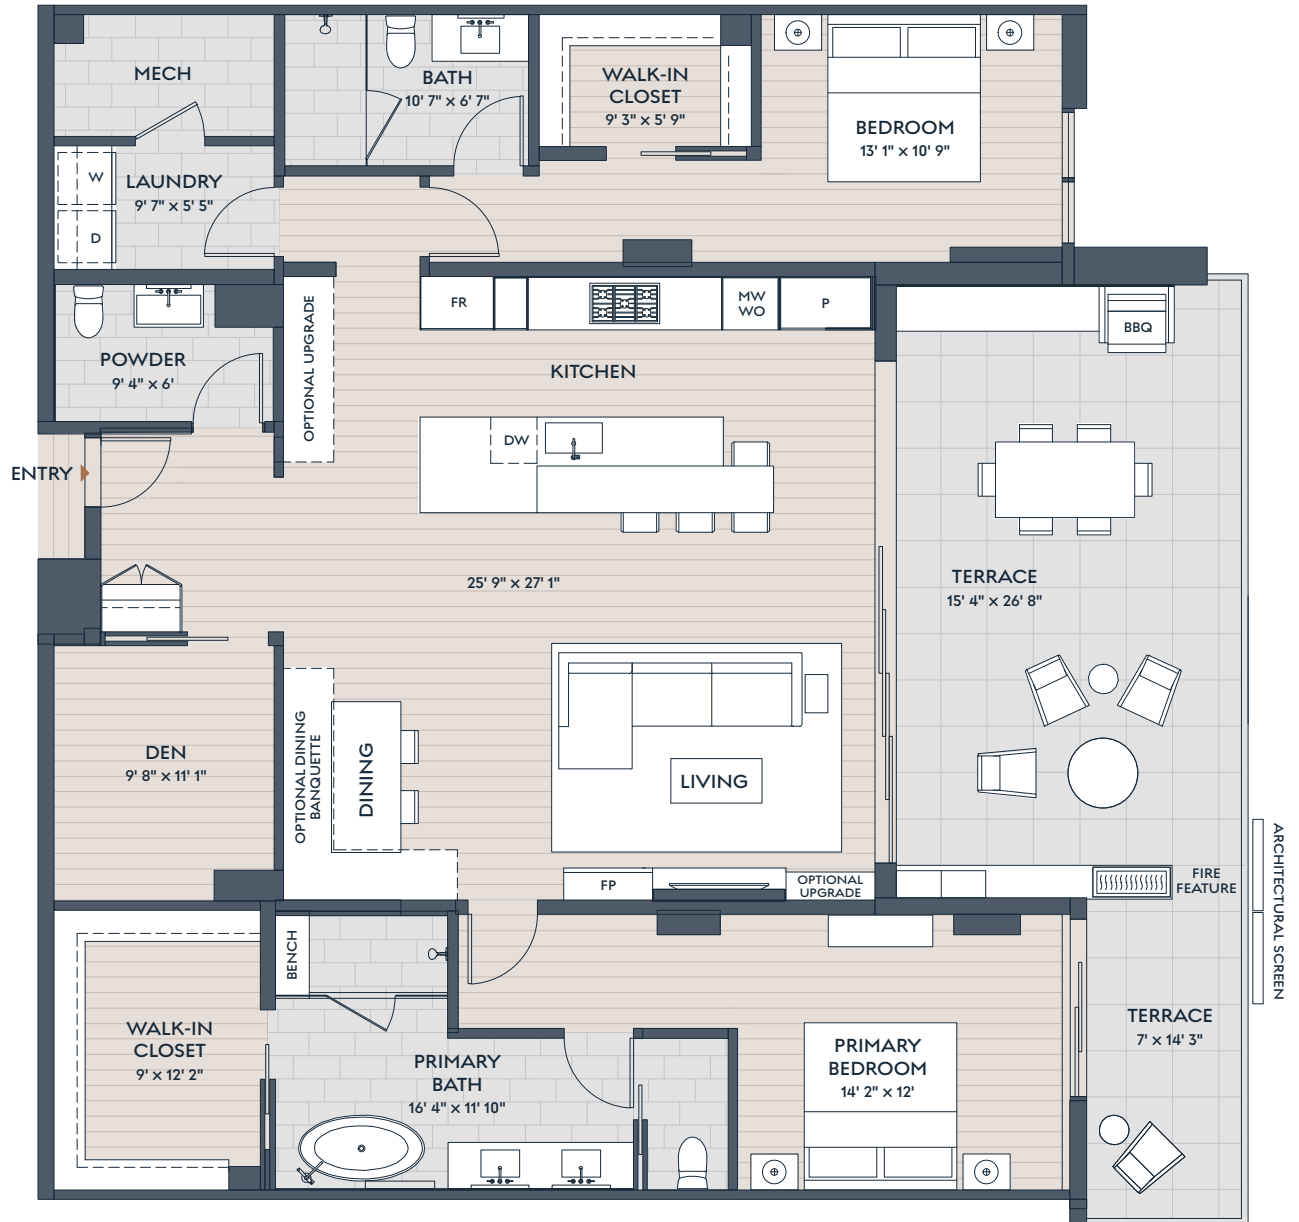 MECH
BATH
10' 7" x 6' 7"
WALK-IN
CLOSET
9' 3" x 5' 9"
BEDROOM
13' 1" x 10' 9"
W
LAUNDRY
9' 7" x 5' 5"
D
FR
MW
WO
P
BBQ
OPTIONAL UPGRADE
POWDER
9' 4" x 6'
KITCHEN
DW
ENTRY
25' 9" x 27' 1"
TERRACE
15' 4" x 26' 8"
DEN
9' 8" x 11' 1"
OPTIONAL DINING
BANQUETTE
DINING
LIVING
FP
OPTIONAL
UPGRADE
FIRE
FEATURE
ARCHITECTURAL SCREEN
BENCH
WALK-IN
CLOSET
9' x 12' 2"
PRIMARY
BATH
16' 4" x 11' 10"
PRIMARY
BEDROOM
14' 2" x 12'
TERRACE
7' x 14' 3"